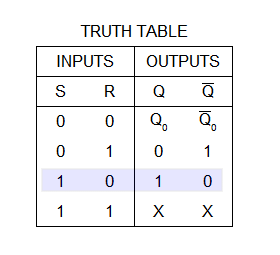 TRUTH TABLE
INPUTS OUTPUTS
S R Q Q̅
0 0 Q₀ Q̅₀
0 1 0 1
1 0 1 0
1 1 X X